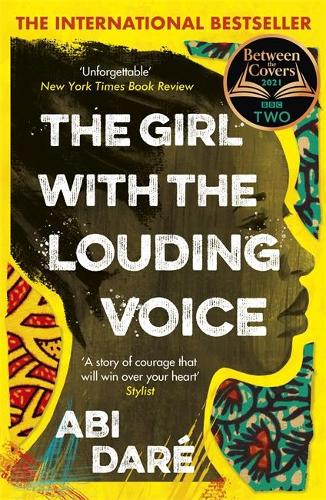 THE INTERNATIONAL BESTSELLER
Between
the
Covers
2021
BBC
TWO
‘Unforgettable’
New York Times Book Review
THE GIRL
WITH THE
LOUDING
VOICE
‘A story of courage that
will win over your heart’
Stylist
ABI
DARÉ